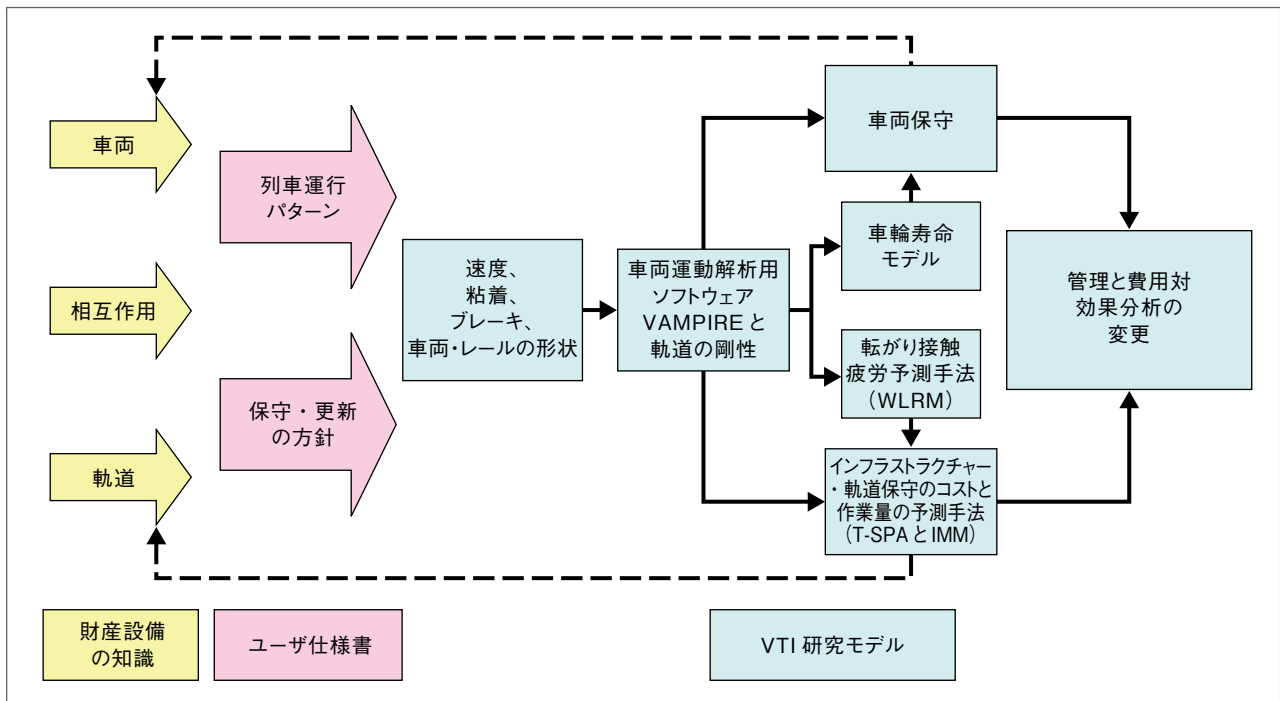 車両
相互作用
軌道
列車運行
パターン
保守・更新
の方針
速度、
粘着、
ブレーキ、
車両・レールの形状
車両運動解析用
ソフトウェア
VAMPIREと
軌道の剛性
車両保守
車輪寿命
モデル
転がり接触
疲労予測手法
（WLRM）
インフラストラクチャー
・軌道保守のコストと
作業量の予測手法
（T-SPAとIMM）
管理と費用対
効果分析の
変更
財産設備
の知識
ユーザ仕様書
VTI 研究モデル